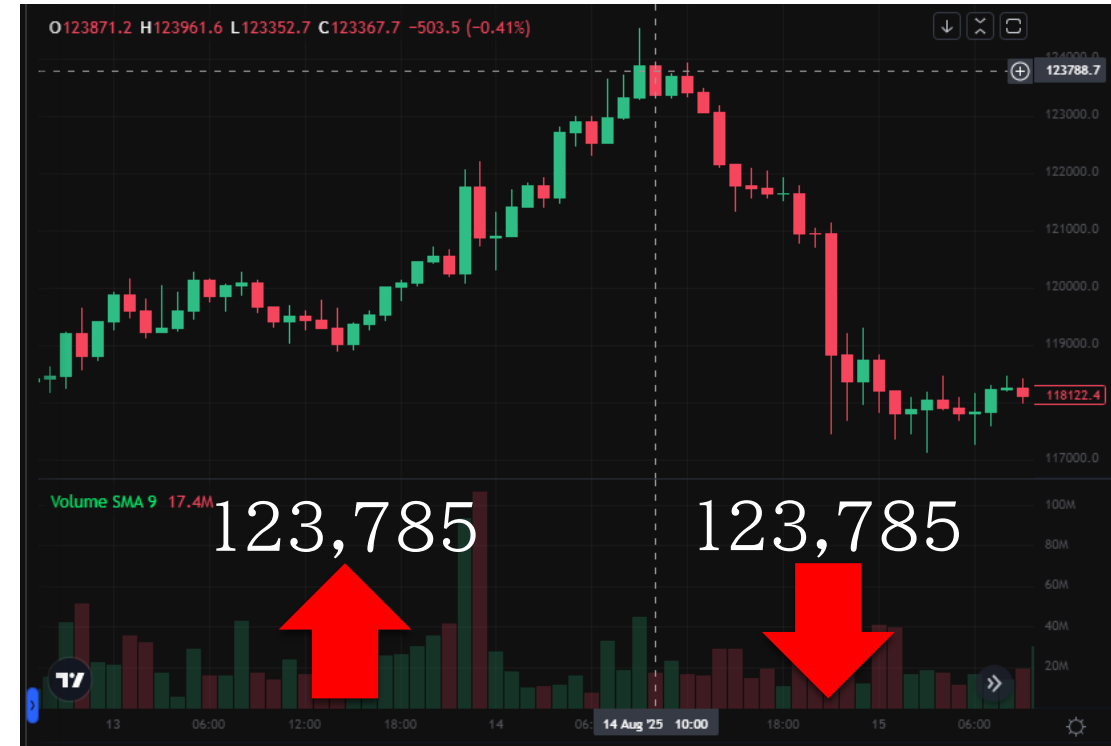 O123871.2 H123961.6 L123352.7 C123367.7 −503.5 (−0.41%)
124000.0
123788.7
123000.0
122000.0
121000.0
120000.0
119000.0
118122.4
117000.0
Volume SMA 9 17.4M
123,785 123,785
100M
80M
60M
40M
20M
13 06:00 12:00 18:00 14 06: 14 Aug '25 10:00 18:00 15 06:00